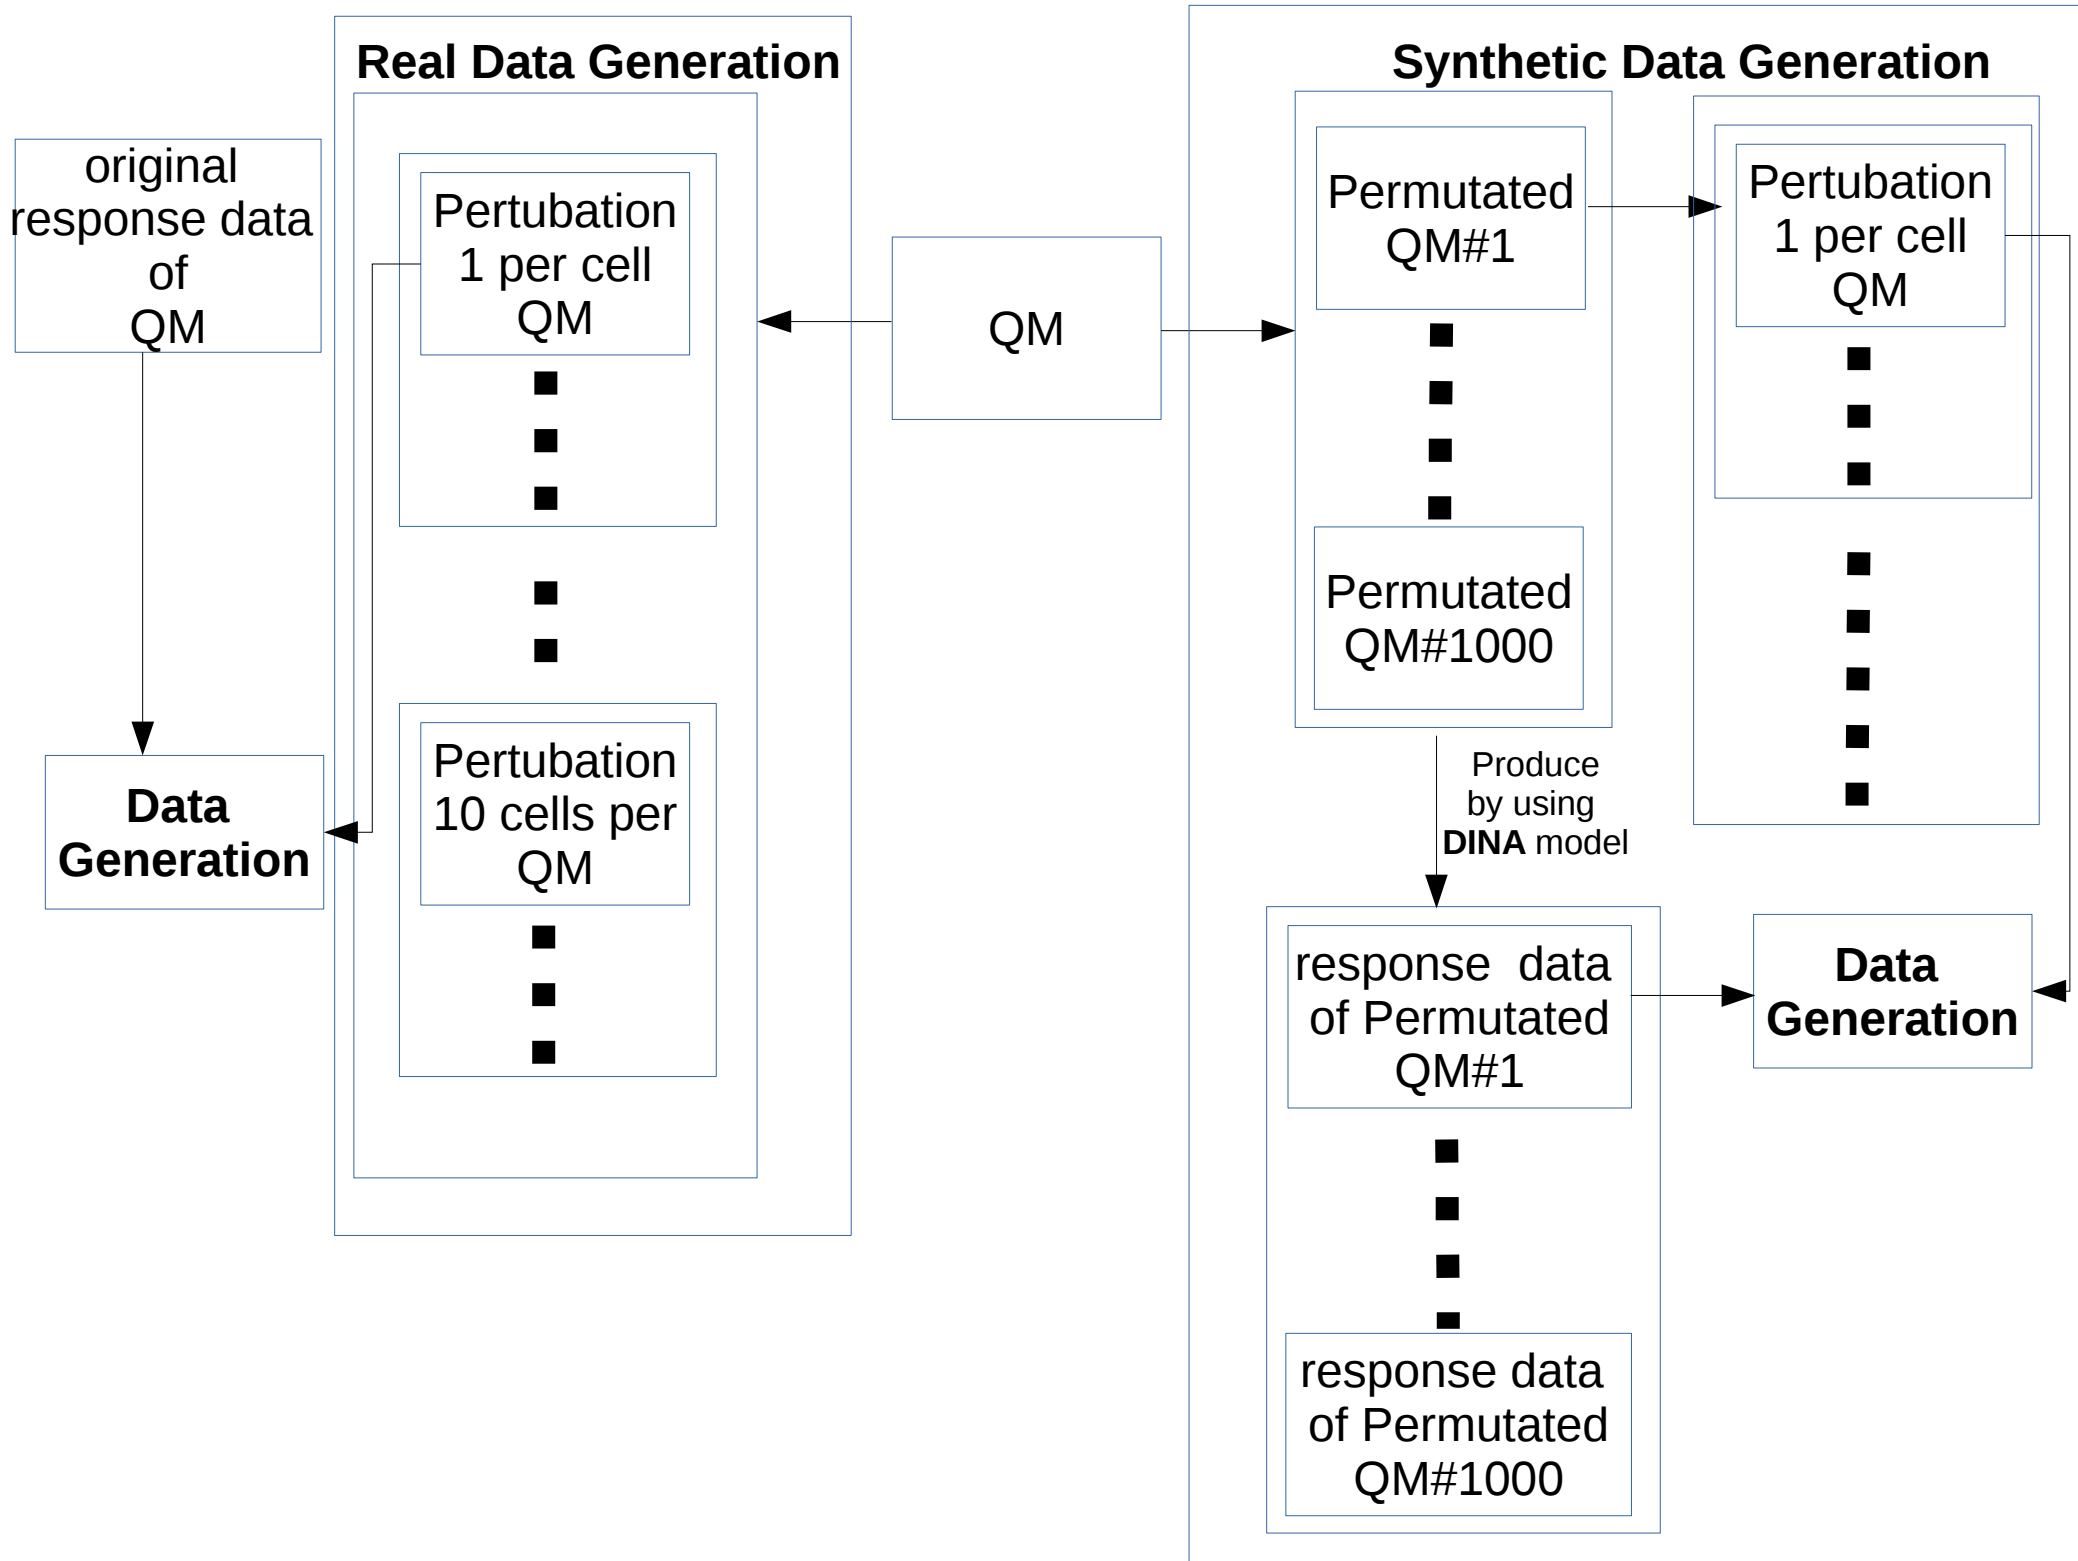 Real Data Generation
original
response data
of
QM
Pertubation
1 per cell
QM
Pertubation
10 cells per
QM
Data
Generation
QM
Synthetic Data Generation
Permutated
QM#1
Permutated
QM#1000
Pertubation
1 per cell
QM
Produce
by using
DINA model
response data
of Permutated
QM#1
response data
of Permutated
QM#1000
Data
Generation